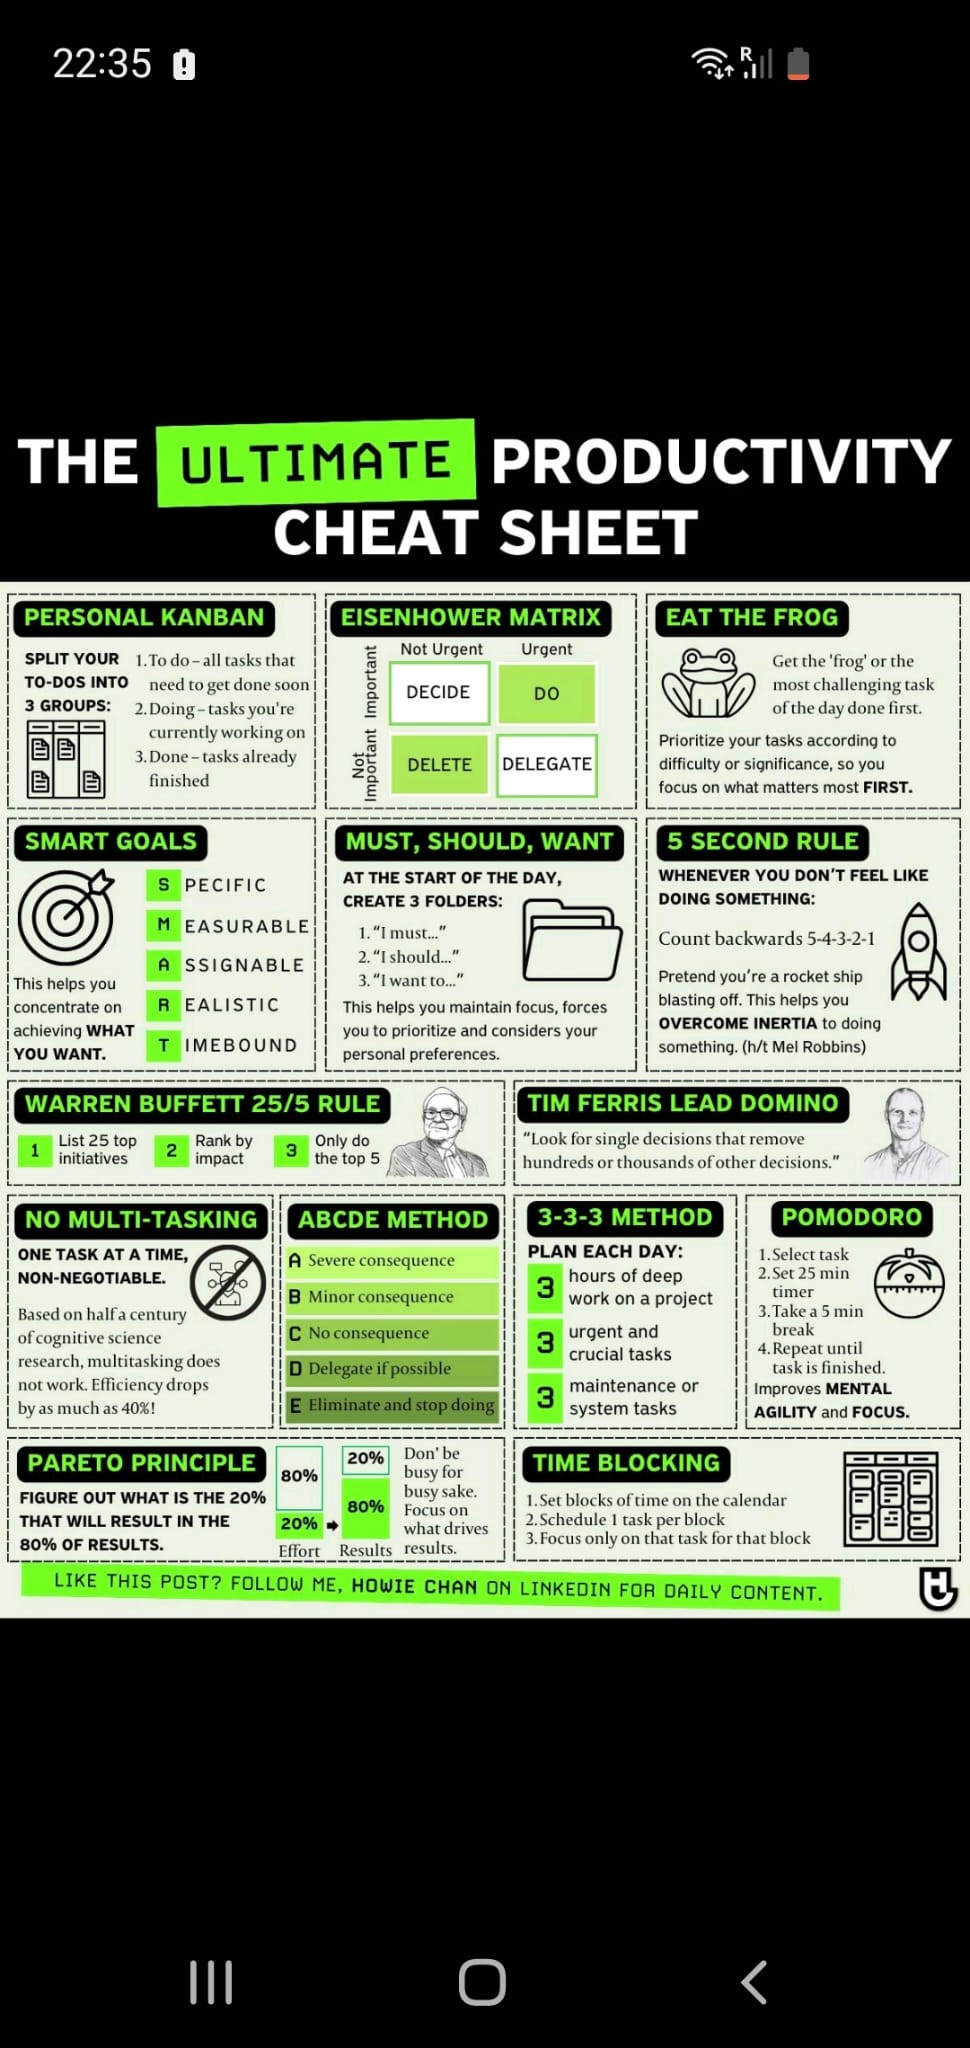 22:35
R
THE ULTIMATE PRODUCTIVITY
CHEAT SHEET
PERSONAL KANBAN
SPLIT YOUR
TO-DOS INTO
3 GROUPS:
1. To do – all tasks that
need to get done soon
2. Doing – tasks you're
currently working on
3. Done – tasks already
finished
EISENHOWER MATRIX
Not Urgent
Urgent
Important
DECIDE
DO
Not
Important
DELETE
DELEGATE
EAT THE FROG
Get the 'frog' or the
most challenging task
of the day done first.
Prioritize your tasks according to
difficulty or significance, so you
focus on what matters most FIRST.
SMART GOALS
S PECIFIC
M EASURABLE
A SSIGNABLE
R EALISTIC
T IMEBOUND
This helps you
concentrate on
achieving WHAT
YOU WANT.
MUST, SHOULD, WANT
AT THE START OF THE DAY,
CREATE 3 FOLDERS:
1. “I must...”
2. “I should...”
3. “I want to...”
This helps you maintain focus, forces
you to prioritize and considers your
personal preferences.
5 SECOND RULE
WHENEVER YOU DON’T FEEL LIKE
DOING SOMETHING:
Count backwards 5-4-3-2-1
Pretend you’re a rocket ship
blasting off. This helps you
OVERCOME INERTIA to doing
something. (h/t Mel Robbins)
WARREN BUFFETT 25/5 RULE
1
List 25 top
initiatives
2
Rank by
impact
3
Only do
the top 5
TIM FERRIS LEAD DOMINO
“Look for single decisions that remove
hundreds or thousands of other decisions.”
NO MULTI-TASKING
ONE TASK AT A TIME,
NON-NEGOTIABLE.
Based on half a century
of cognitive science
research, multitasking does
not work. Efficiency drops
by as much as 40%!
ABCDE METHOD
A Severe consequence
B Minor consequence
C No consequence
D Delegate if possible
E Eliminate and stop doing
3-3-3 METHOD
PLAN EACH DAY:
3
hours of deep
work on a project
3
urgent and
crucial tasks
3
maintenance or
system tasks
POMODORO
1. Select task
2. Set 25 min
timer
3. Take a 5 min
break
4. Repeat until
task is finished.
Improves MENTAL
AGILITY and FOCUS.
PARETO PRINCIPLE
FIGURE OUT WHAT IS THE 20%
THAT WILL RESULT IN THE
80% OF RESULTS.
80%
20%
Effort
20%
80%
Results
Don’ be
busy for
busy sake.
Focus on
what drives
results.
TIME BLOCKING
1. Set blocks of time on the calendar
2. Schedule 1 task per block
3. Focus only on that task for that block
LIKE THIS POST? FOLLOW ME, HOWIE CHAN ON LINKEDIN FOR DAILY CONTENT.